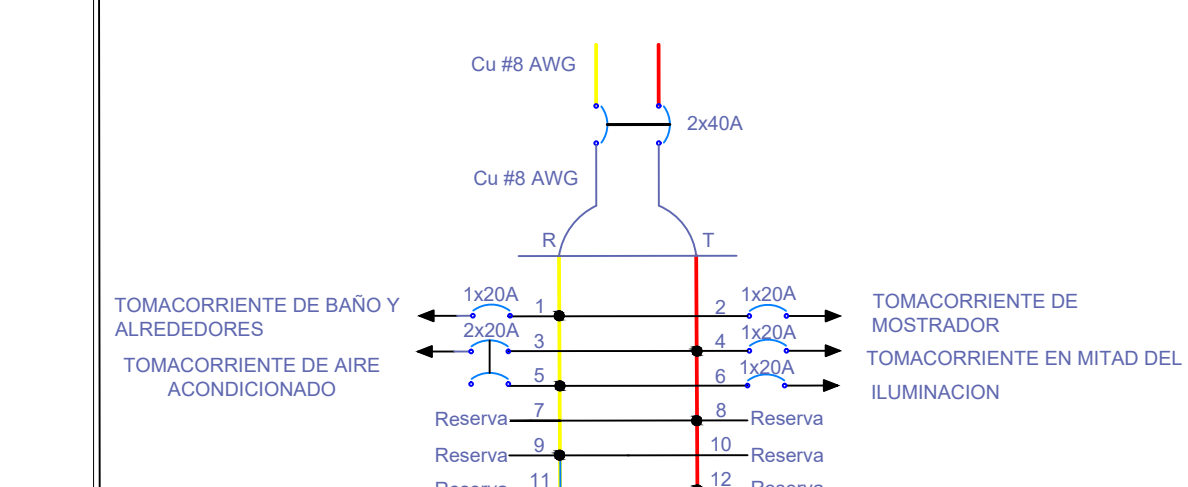 Cu #8 AWG
2x40A
Cu #8 AWG
R
T
TOMACORRIENTE DE BAÑO Y
ALREDEDORES
1x20A
1
2
1x20A
TOMACORRIENTE DE
MOSTRADOR
TOMACORRIENTE DE AIRE
ACONDICIONADO
2x20A
3
4
1x20A
TOMACORRIENTE EN MITAD DEL
5
6
1x20A
ILUMINACION
Reserva
7
8
Reserva
Reserva
9
10
Reserva
Reserva
11
12
Reserva